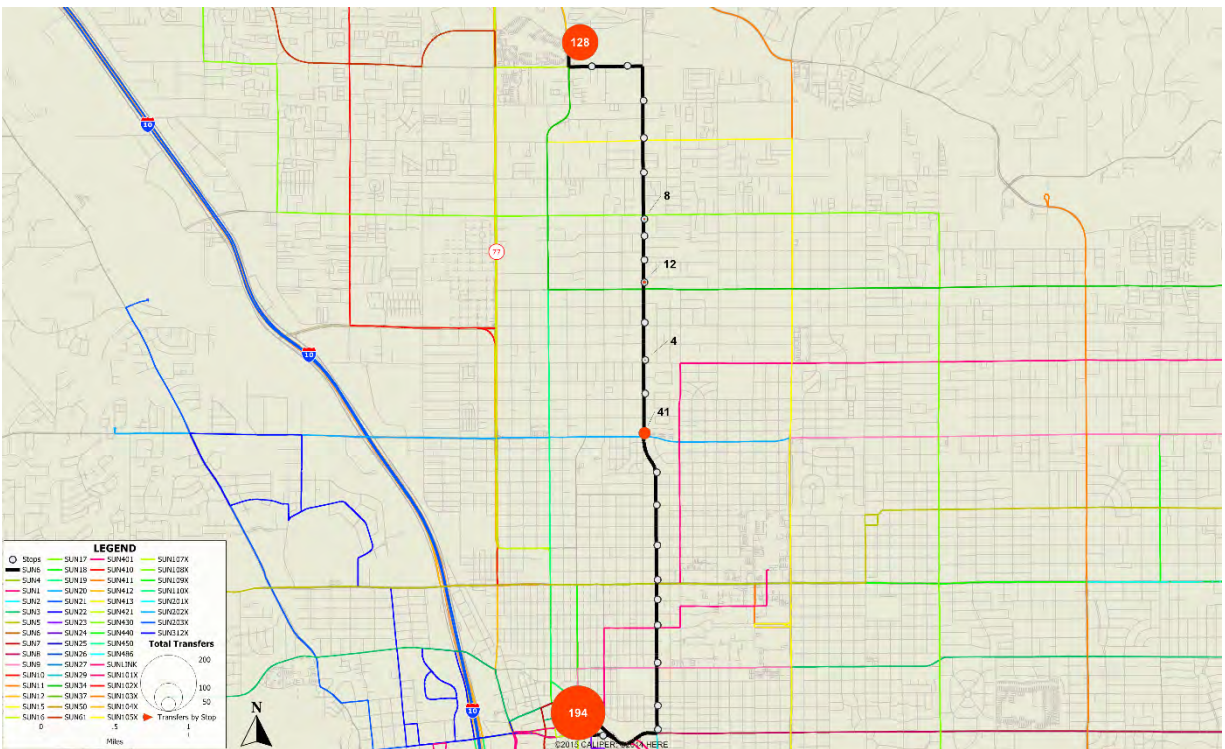 128
10
8
77
12
10
4
41
LEGEND
Stops SUN17 SUN401 SUN107X
SUN6 SUN18 SUN410 SUN108X
SUN4 SUN19 SUN411 SUN109X
SUN1 SUN20 SUN412 SUN110X
SUN2 SUN21 SUN413 SUN201X
SUN3 SUN22 SUN421 SUN202X
SUN5 SUN23 SUN430 SUN203X
SUN6 SUN24 SUN440 SUN312X
SUN7 SUN25 SUN450 Total Transfers
SUN8 SUN26 SUN486
SUN9 SUN27 SUNLINK 200
SUN10 SUN29 SUN101X
SUN11 SUN34 SUN102X 100
SUN12 SUN37 SUN103X 50
SUN15 SUN50 SUN104X
SUN16 SUN61 SUN105X Transfers by Stop
0 .5 1
Miles
N
10
194
©2015 CALIPER; ©2014 HERE